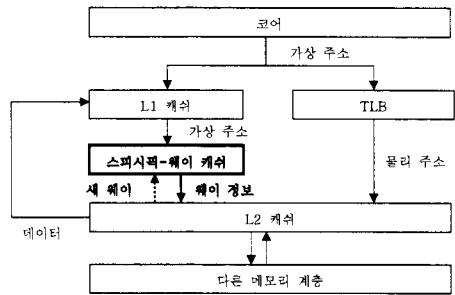 코어
가상 주소
L1 캐쉬
TLB
가상 주소
스피시픽-웨이 캐쉬
물리 주소
새 웨이
웨이 정보
L2 캐쉬
데이터
다른 메모리 계층